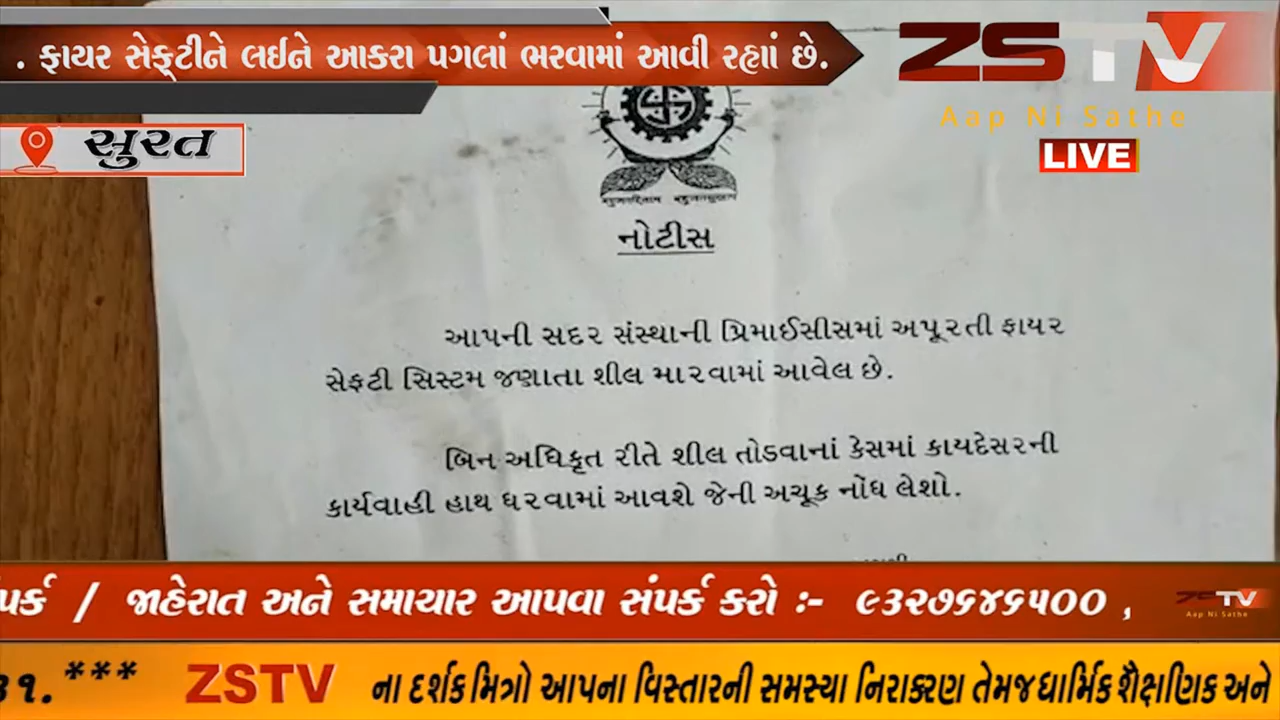 . ફાયર સેફ્ટીને લઈને આકરા પગલાં ભરવામાં આવી રહ્યાં છે.
ZSTV
Aap Ni Sathe
LIVE
સુરત
નોટીસ
આપની સદર સંસ્થાની પ્રિમાઈસીસમાં અપૂરતી ફાયર
સેફટી સિસ્ટમ જણાતા શીલ મારવામાં આવેલ છે.
બિન અધિકૃત રીતે શીલ તોડવાનાં કેસમાં કાયદેસરની
કાર્યવાહી હાથ ધરવામાં આવશે જેની અચૂક નોંધ લેશો.
/ જાહેરાત અને સમાચાર આપવા સંપર્ક કરો :- ૯૩૨૭૬૪૬૫૦૦ ,
ZSTV
Aap Ni Sathe
૩૧. *** ZSTV ના દર્શક મિત્રો આપના વિસ્તારની સમસ્યા નિરાકરણ તેમજ ધાર્મિક શૈક્ષણિક અને